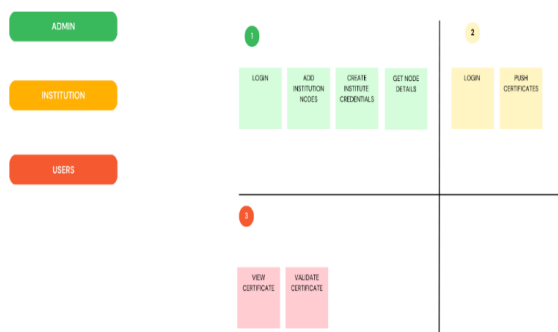 ADMIN
INSTITUTION
USERS
1
LOGIN
ADD
INSTITUTION
NODES
CREATE
INSTITUTE
CREDENTIALS
GET NODE
DETAILS
2
LOGIN
PUSH
CERTIFICATES
3
VIEW
CERTIFICATE
VALIDATE
CERTIFICATE